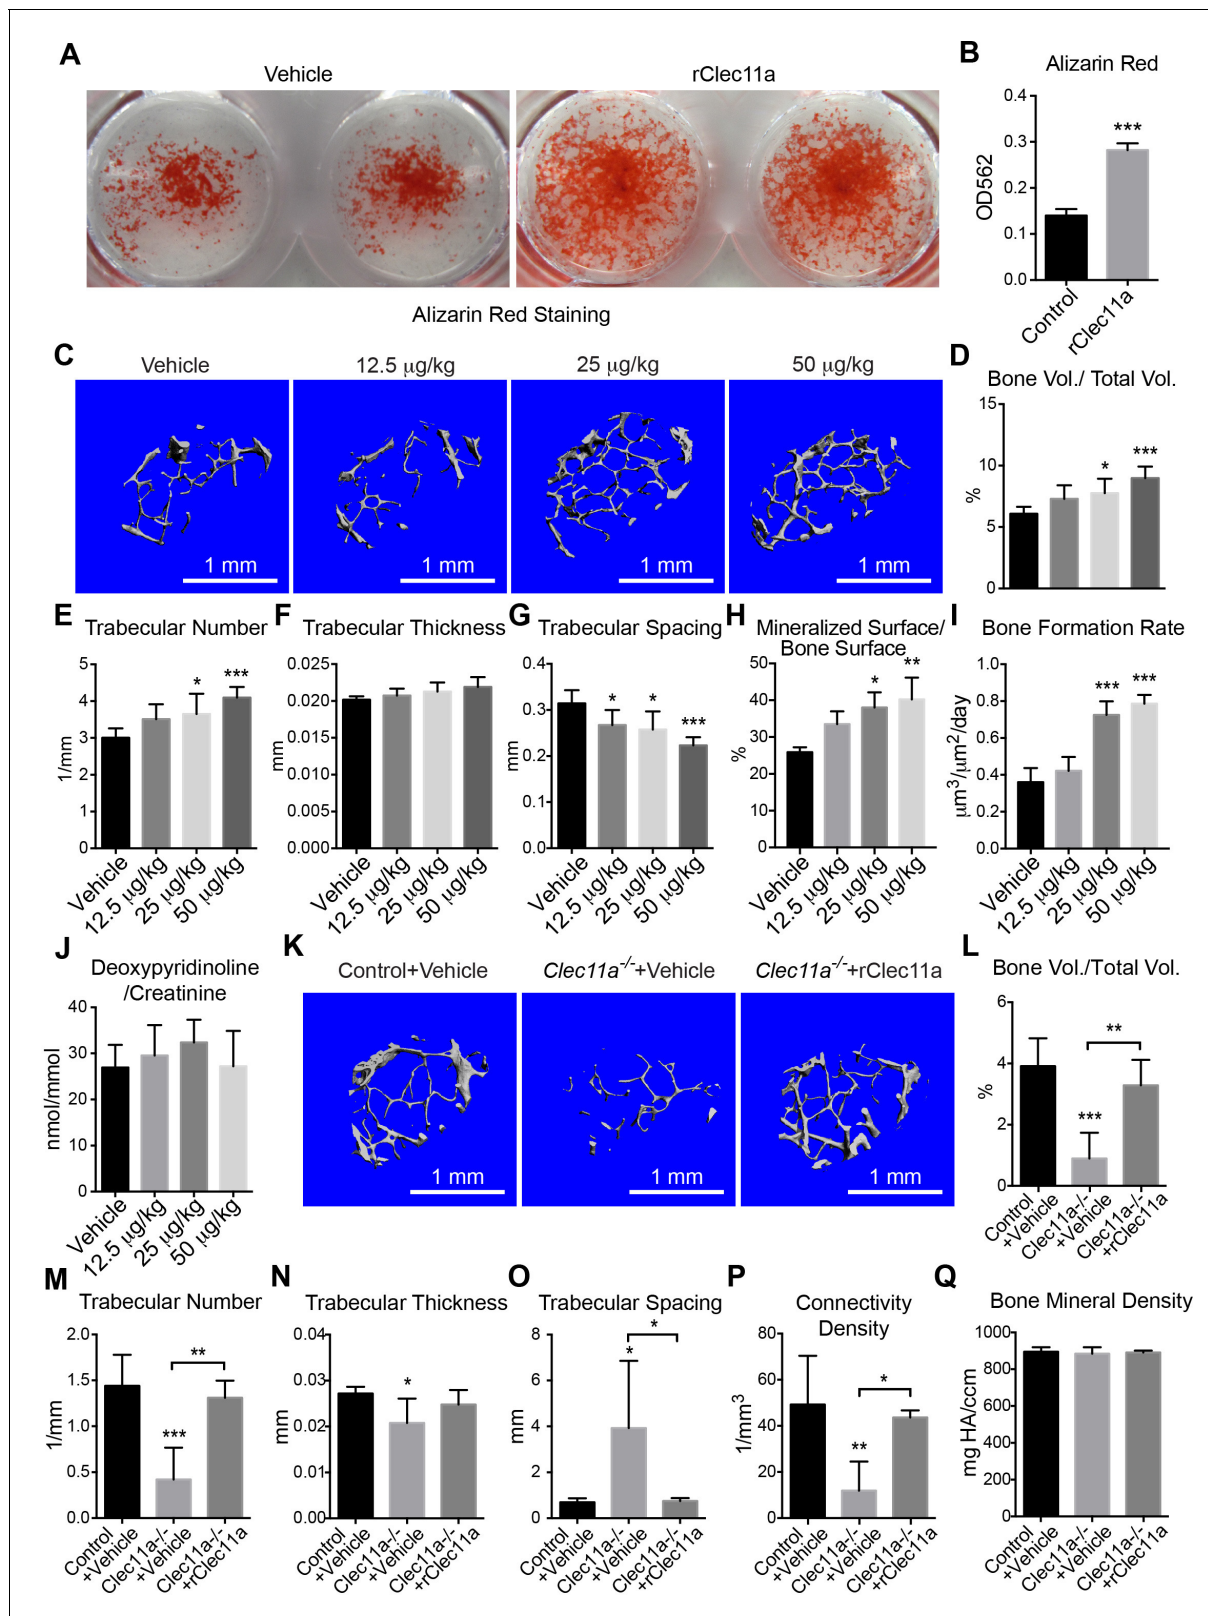 A
Vehicle
rClec11a
Alizarin Red Staining
B
Alizarin Red
OD562
0.4
0.3
0.2
0.1
0.0
***
Control
rClec11a
C
Vehicle
12.5 μg/kg
25 μg/kg
50 μg/kg
1 mm
1 mm
1 mm
1 mm
D
Bone Vol./ Total Vol.
%
15
10
5
0
*
***
E
Trabecular Number
1/mm
5
4
3
2
1
0
*
***
Vehicle
12.5 μg/kg
25 μg/kg
50 μg/kg
F
Trabecular Thickness
mm
0.025
0.020
0.015
0.010
0.005
0.000
Vehicle
12.5 μg/kg
25 μg/kg
50 μg/kg
G
Trabecular Spacing
mm
0.4
0.3
0.2
0.1
0.0
*
*
***
Vehicle
12.5 μg/kg
25 μg/kg
50 μg/kg
H
Mineralized Surface/
Bone Surface
%
50
40
30
20
10
0
*
**
Vehicle
12.5 μg/kg
25 μg/kg
50 μg/kg
I
Bone Formation Rate
μm3/μm2/day
1.0
0.8
0.6
0.4
0.2
0.0
***
***
Vehicle
12.5 μg/kg
25 μg/kg
50 μg/kg
J
Deoxypyridinoline
/Creatinine
nmol/mmol
40
30
20
10
0
Vehicle
12.5 μg/kg
25 μg/kg
50 μg/kg
K
Control+Vehicle
Clec11a-/-+Vehicle
Clec11a-/-+rClec11a
1 mm
1 mm
1 mm
L
Bone Vol./Total Vol.
%
6
4
2
0
***
**
Control
+Vehicle
Clec11a-/-
+Vehicle
Clec11a-/-
+rClec11a
M
Trabecular Number
1/mm
2.0
1.5
1.0
0.5
0.0
***
**
Control
+Vehicle
Clec11a-/-
+Vehicle
Clec11a-/-
+rClec11a
N
Trabecular Thickness
mm
0.04
0.03
0.02
0.01
0.00
*
Control
+Vehicle
Clec11a-/-
+Vehicle
Clec11a-/-
+rClec11a
O
Trabecular Spacing
mm
8
6
4
2
0
*
*
Control
+Vehicle
Clec11a-/-
+Vehicle
Clec11a-/-
+rClec11a
P
Connectivity
Density
1/mm3
80
60
40
20
0
**
*
Control
+Vehicle
Clec11a-/-
+Vehicle
Clec11a-/-
+rClec11a
Q
Bone Mineral Density
mg HA/ccm
1000
800
600
400
200
0
Control
+Vehicle
Clec11a-/-
+Vehicle
Clec11a-/-
+rClec11a